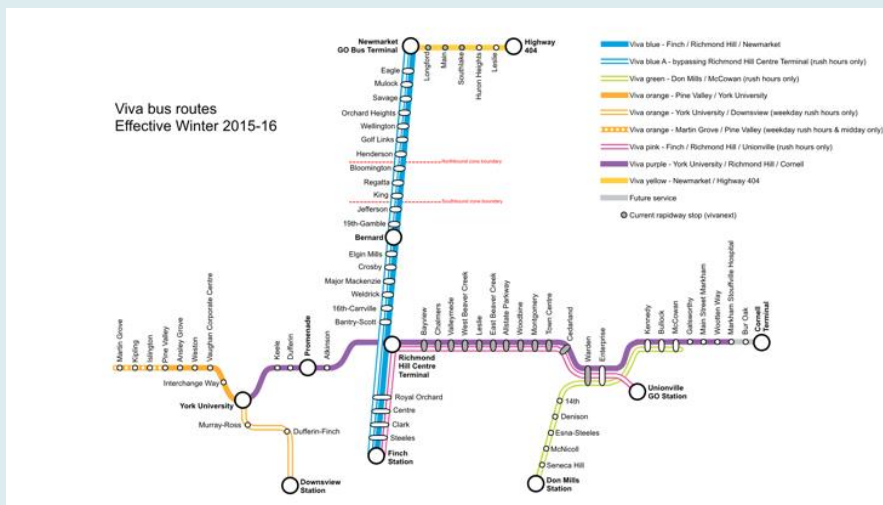 Viva bus routes
Effective Winter 2015-16
Newmarket
GO Bus Terminal
Longford
Main
Southlake
Huron Heights
Leslie
Highway
404
Eagle
Mulock
Savage
Orchard Heights
Wellington
Golf Links
Henderson
Northbound zone boundary
Bloomington
Regatta
King
Southbound zone boundary
Jefferson
19th-Gamble
Bernard
Elgin Mills
Crosby
Major Mackenzie
Weldrick
16th-Carrville
Bantry-Scott
Viva blue - Finch / Richmond Hill / Newmarket
Viva blue A - bypassing Richmond Hill Centre Terminal (rush hours only)
Viva green - Don Mills / McCowan (rush hours only)
Viva orange - Pine Valley / York University
Viva orange - York University / Downsview (weekday rush hours only)
Viva orange - Martin Grove / Pine Valley (weekday rush hours & midday only)
Viva pink - Finch / Richmond Hill / Unionville (rush hours only)
Viva purple - York University / Richmond Hill / Cornell
Viva yellow - Newmarket / Highway 404
Future service
Current rapidway stop (vivanext)
Martin Grove
Kipling
Islington
Pine Valley
Ansley Grove
Weston
Vaughan Corporate Centre
Interchange Way
York University
Murray-Ross
Dufferin-Finch
Downsview
Station
Keele
Dufferin
Promenade
Atkinson
Richmond
Hill Centre
Terminal
Royal Orchard
Centre
Clark
Steeles
Finch
Station
Bayview
Chalmers
Valleymede
West Beaver Creek
Leslie
East Beaver Creek
Allstate Parkway
Woodbine
Montgomery
Town Centre
Cedarland
Warden
Enterprise
Kennedy
Bullock
McCowan
Galsworthy
Main Street Markham
Wootten Way
Markham Stouffville Hospital
Bur Oak
Cornell
Terminal
Unionville
GO Station
14th
Denison
Esna-Steeles
McNicoll
Seneca Hill
Don Mills
Station